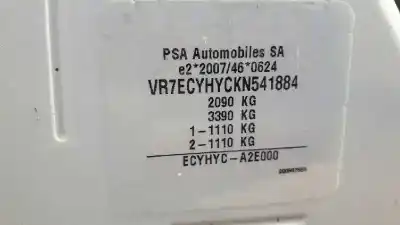 PSA Automobiles SA
e2*2007/46*0624
VR7ECYHYCKN541884
2090 KG
3390 KG
1-1110 KG
2-1110 KG
ECYHYC-A2E000